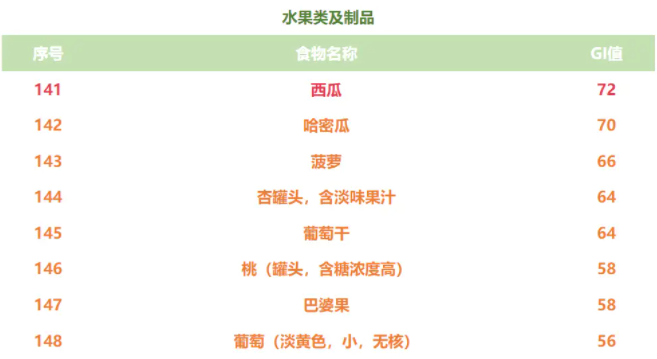 水果类及制品
序号 食物名称 GI值
141 西瓜 72
142 哈密瓜 70
143 菠萝 66
144 杏罐头，含淡味果汁 64
145 葡萄干 64
146 桃（罐头，含糖浓度高） 58
147 巴婆果 58
148 葡萄（淡黄色，小，无核） 56